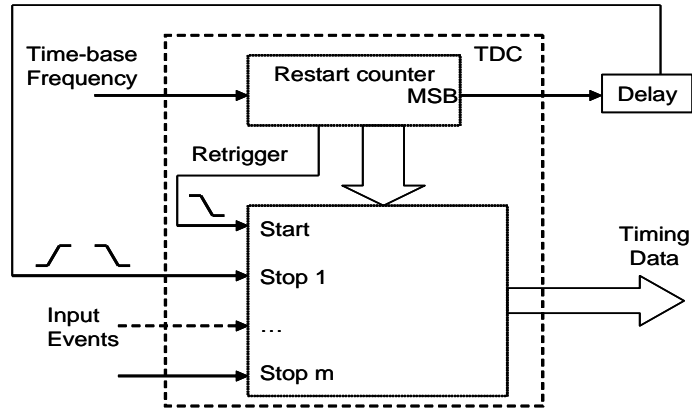 Time-base
Frequency
Restart counter
MSB
TDC
Delay
Retrigger
Start
Stop 1
Input
Events
...
Stop m
Timing
Data